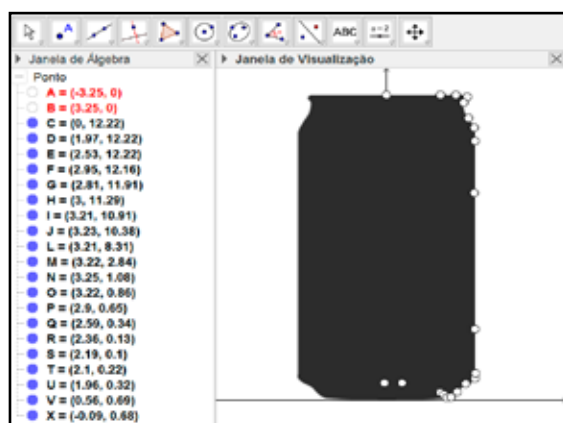 ABC
a=2
Janela de Álgebra
Janela de Visualização
Ponto
A = (-3.25, 0)
B = (3.25, 0)
C = (0, 12.22)
D = (1.97, 12.22)
E = (2.53, 12.22)
F = (2.95, 12.16)
G = (2.81, 11.91)
H = (3, 11.29)
I = (3.21, 10.91)
J = (3.23, 10.38)
L = (3.21, 8.31)
M = (3.22, 2.84)
N = (3.25, 1.08)
O = (3.22, 0.86)
P = (2.9, 0.65)
Q = (2.59, 0.34)
R = (2.36, 0.13)
S = (2.19, 0.1)
T = (2.1, 0.22)
U = (1.96, 0.32)
V = (0.56, 0.69)
X = (-0.09, 0.68)